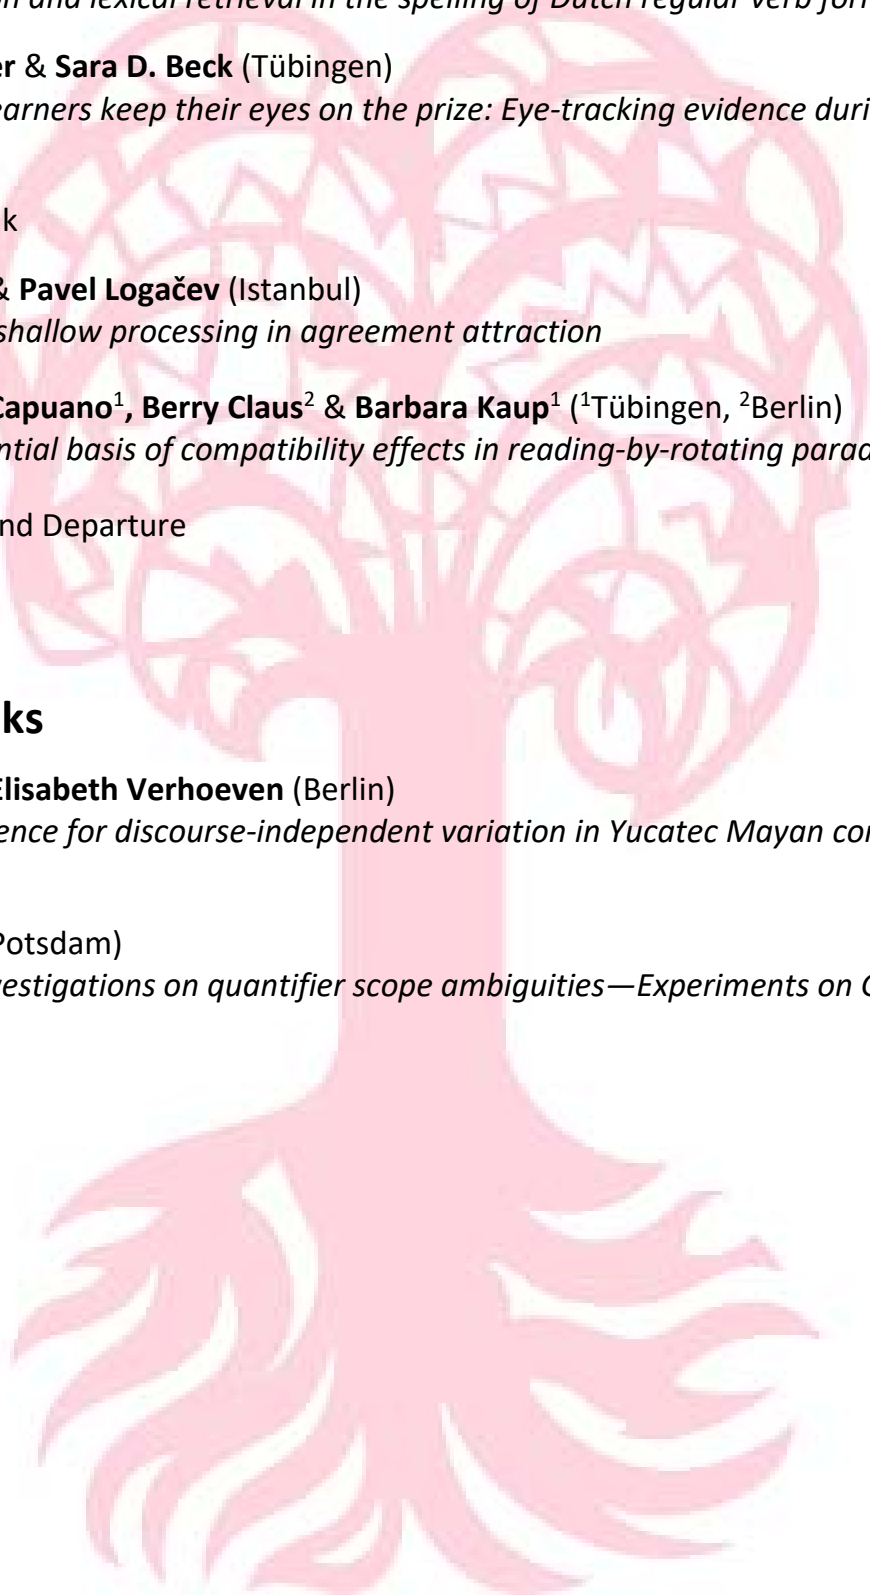 and lexical retrieval in the spelling of Dutch regular verb
er & Sara D. Beck (Tübingen)
earners keep their eyes on the prize: Eye-tracking evidence duri
k
& Pavel Logačev (Istanbul)
shallow processing in agreement attraction
Capuano¹, Berry Claus² & Barbara Kaup¹ (¹Tübingen, ²Berlin)
ntial basis of compatibility effects in reading-by-rotating parad
nd Departure
ks
Elisabeth Verhoeven (Berlin)
ence for discourse-independent variation in Yucatec Mayan
Potsdam)
estigations on quantifier scope ambiguities—Experiments on